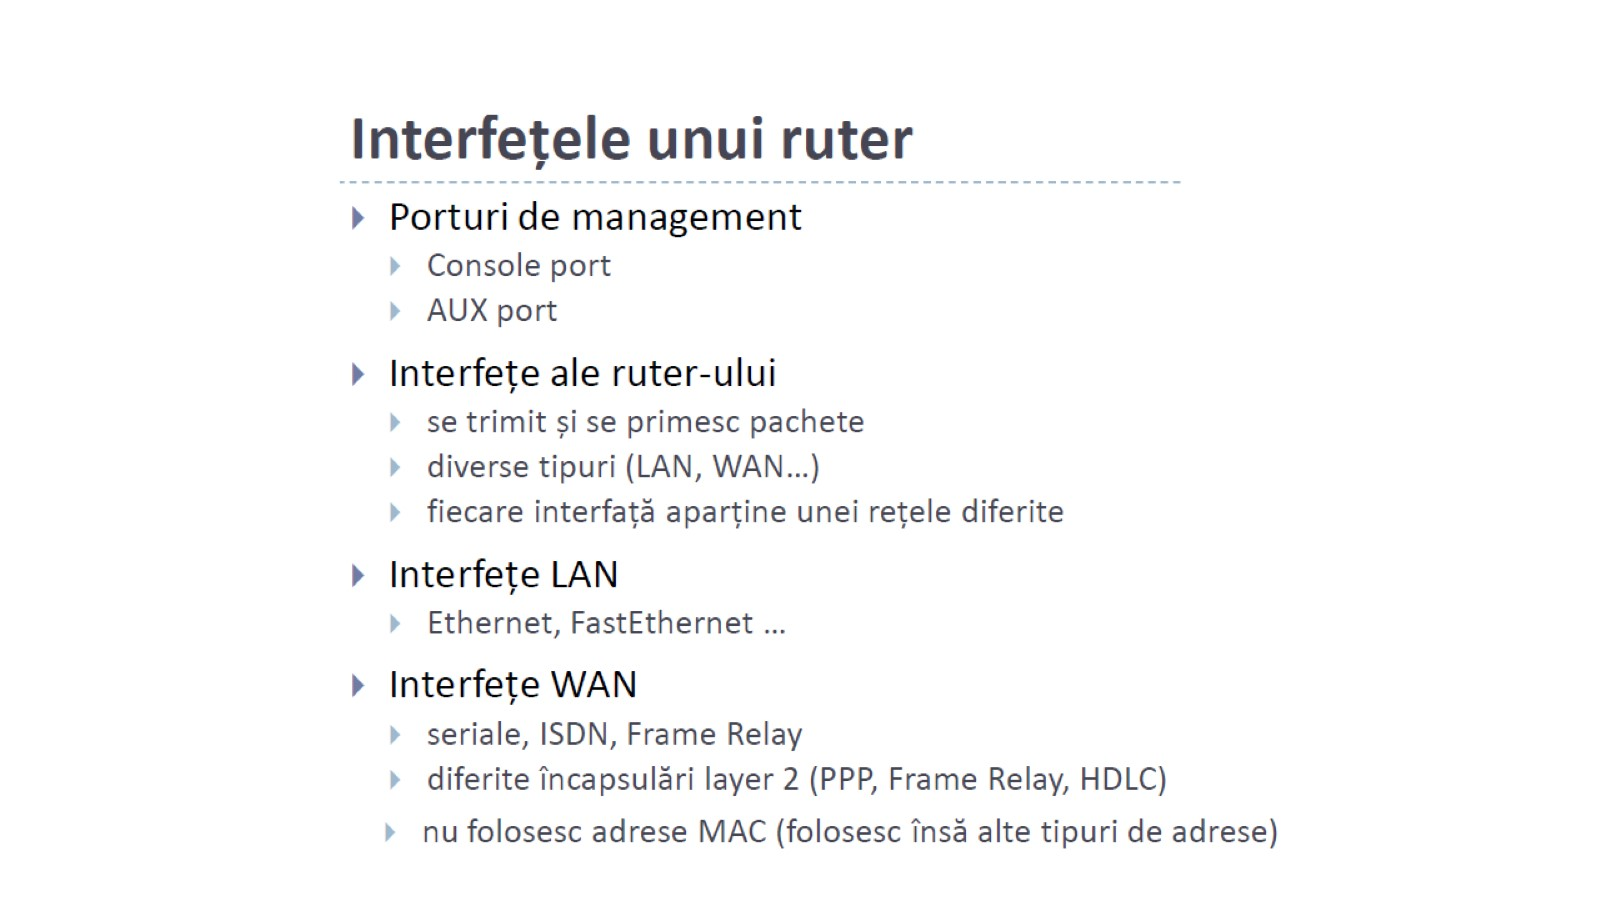 Interfețele unui ruter
Porturi de management
Console port
AUX port
Interfețe ale ruter-ului
se trimit și se primesc pachete
diverse tipuri (LAN, WAN…)
fiecare interfață aparține unei rețele diferite
Interfețe LAN
Ethernet, FastEthernet …
Interfețe WAN
seriale, ISDN, Frame Relay
diferite încapsulări layer 2 (PPP, Frame Relay, HDLC)
nu folosesc adrese MAC (folosesc însă alte tipuri de adrese)